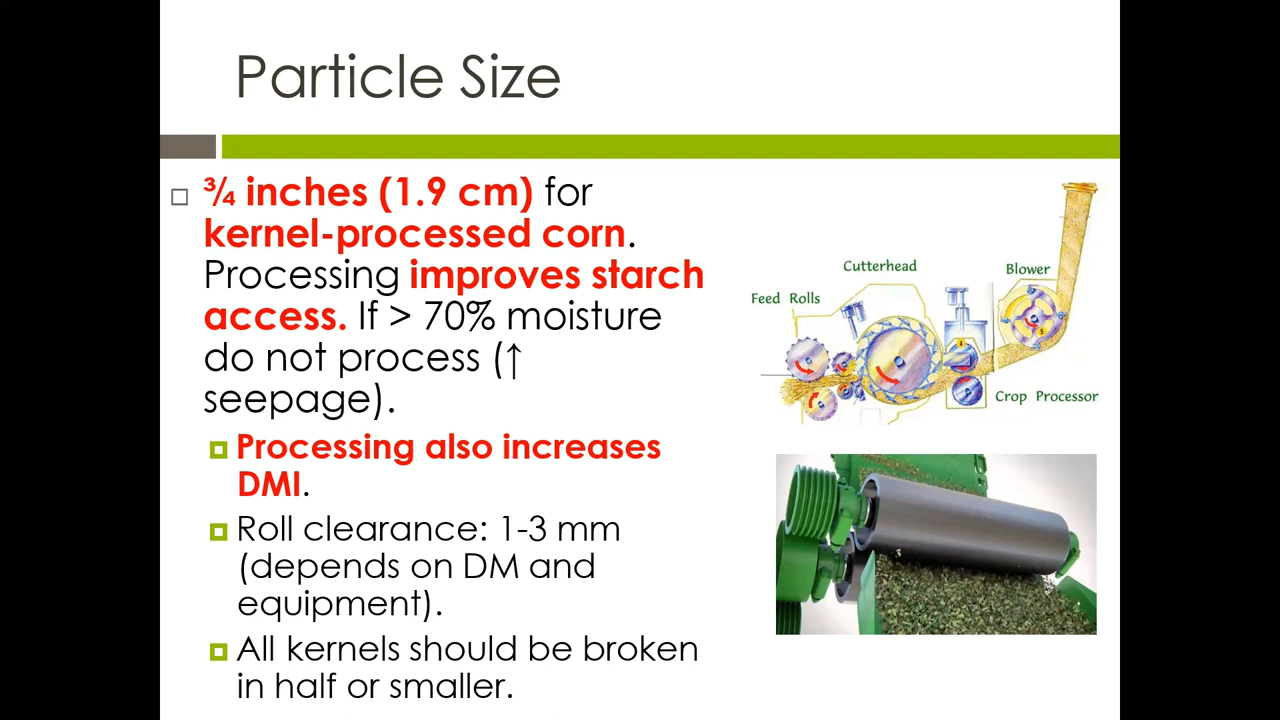 Particle Size
¾ inches (1.9 cm) for
kernel-processed corn.
Processing improves starch
access. If > 70% moisture
do not process (↑
seepage).
Processing also increases
DMI.
Roll clearance: 1-3 mm
(depends on DM and
equipment).
All kernels should be broken
in half or smaller.
Cutterhead
Blower
Feed Rolls
Crop Processor
4
5